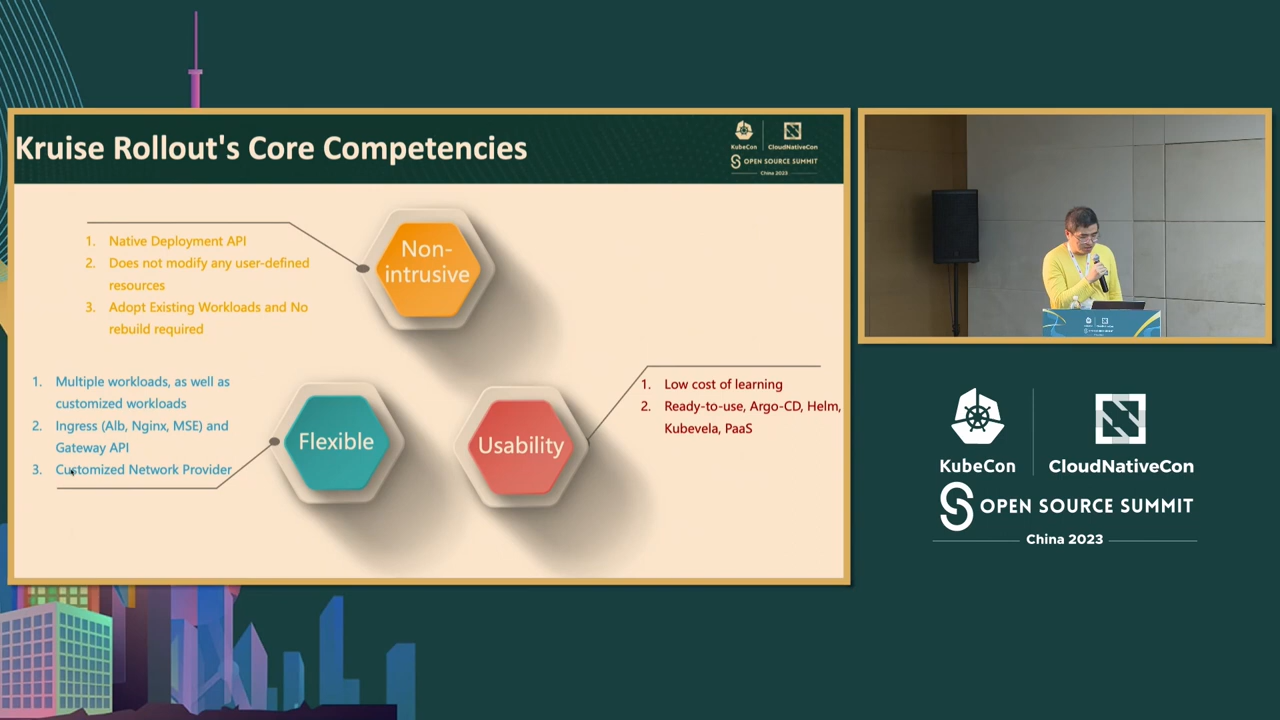 Kruise Rollout's Core Competencies
KubeCon
CloudNativeCon
OPEN SOURCE SUMMIT
China 2023
1. Native Deployment API
2. Does not modify any user-defined
resources
3. Adopt Existing Workloads and No
rebuild required
Non-
intrusive
1. Multiple workloads, as well as
customized workloads
2. Ingress (Alb, Nginx, MSE) and
Gateway API
3. Customized Network Provider
Flexible
Usability
1. Low cost of learning
2. Ready-to-use, Argo-CD, Helm,
Kubevela, PaaS
KubeCon
CloudNativeCon
OPEN SOURCE SUMMIT
China 2023